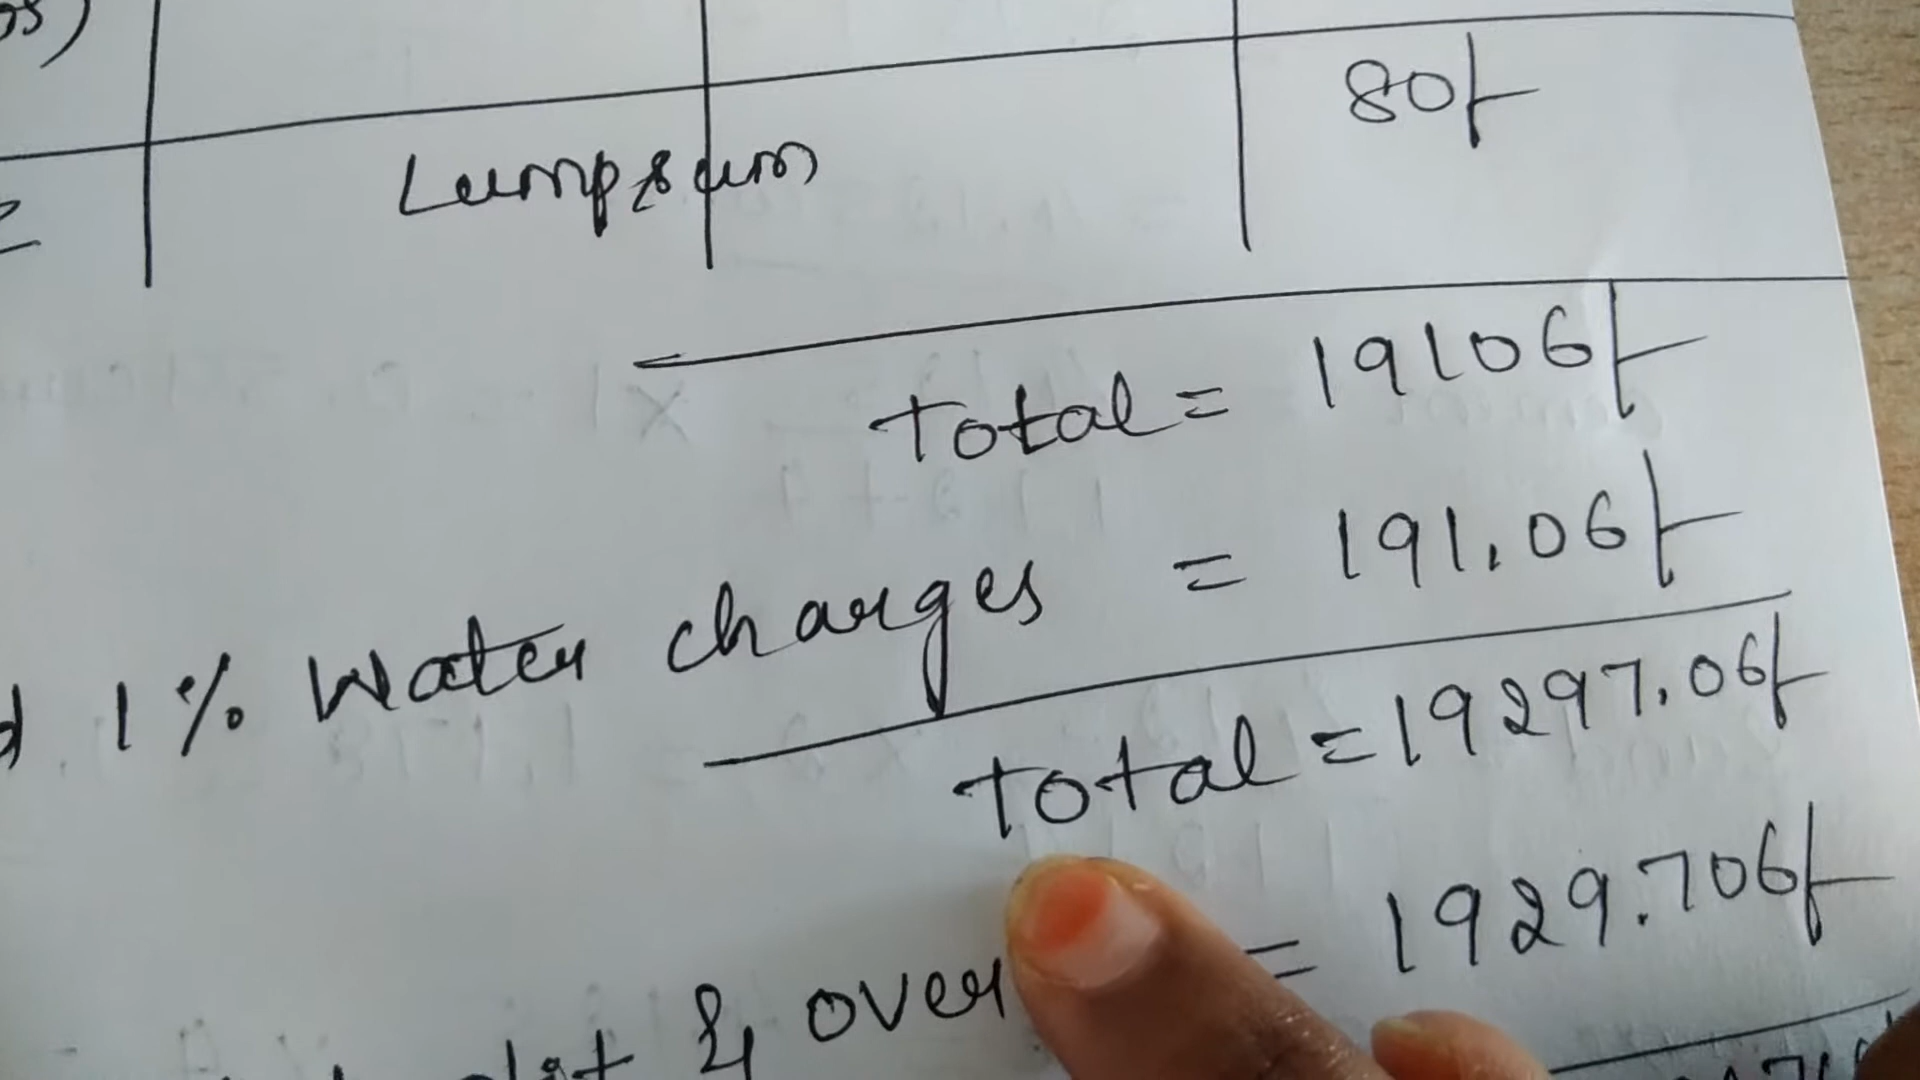 80/-
Lumpsum
Total = 19106/-
1% Water charges = 191.06/-
Total = 19297.06/-
& over = 1929.706/-